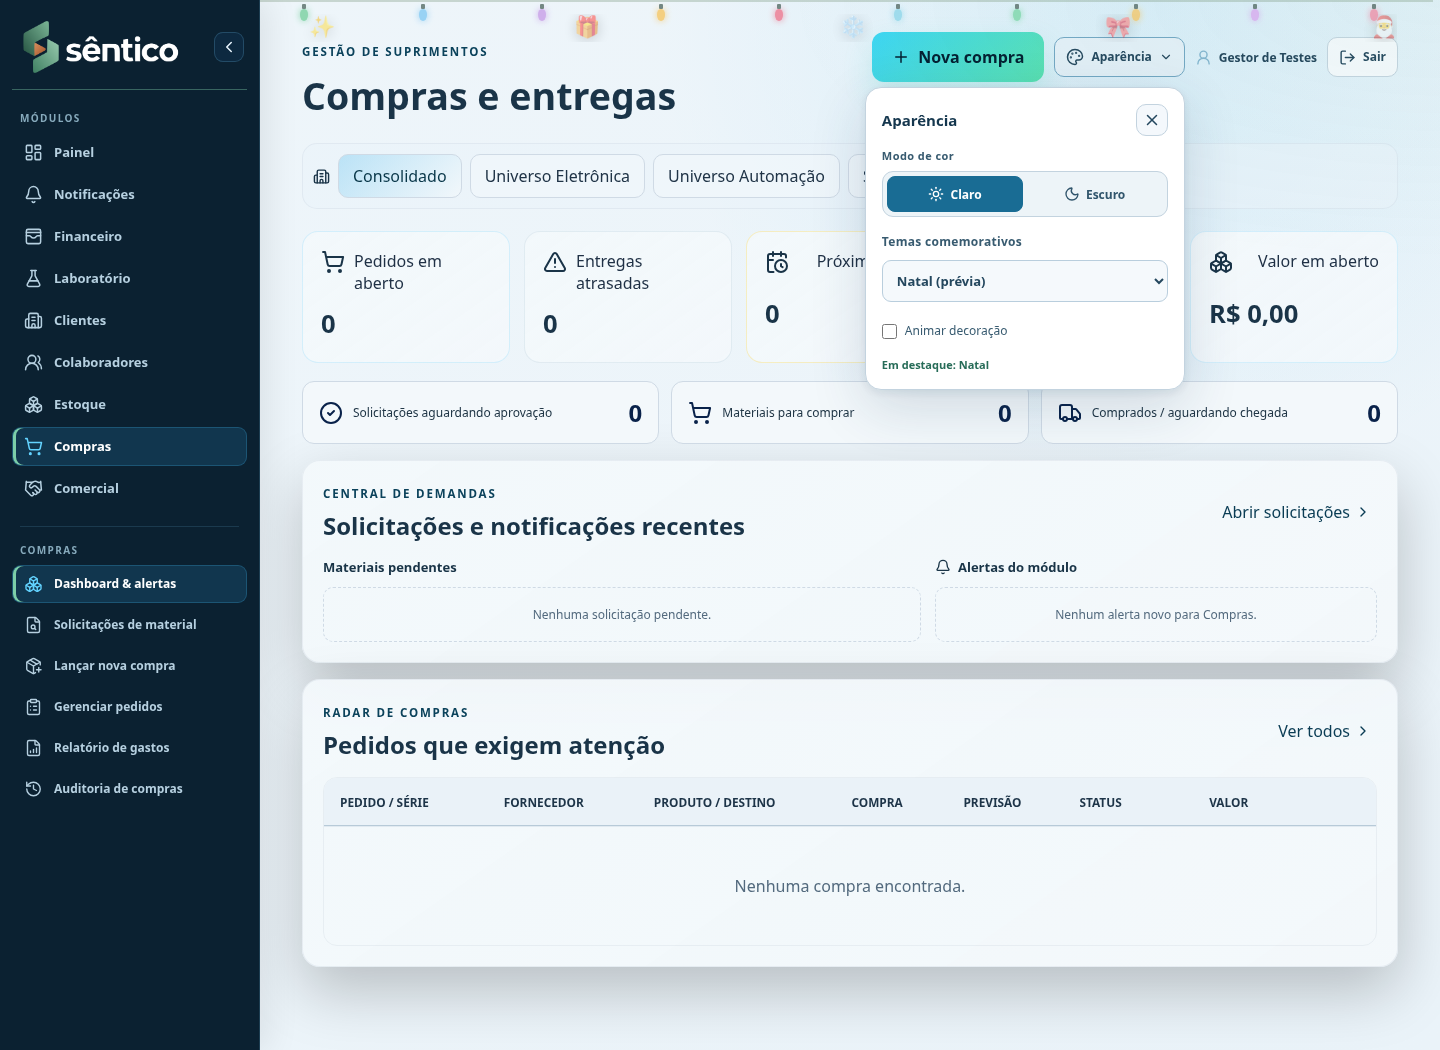 sêntico
MÓDULOS
Painel
Notificações
Financeiro
Laboratório
Clientes
Colaboradores
Estoque
Compras
Comercial
COMPRAS
Dashboard & alertas
Solicitações de material
Lançar nova compra
Gerenciar pedidos
Relatório de gastos
Auditoria de compras
GESTÃO DE SUPRIMENTOS
Compras e entregas
Nova compra
Aparência
Gestor de Testes
Sair
Aparência
Modo de cor
Claro
Escuro
Temas comemorativos
Natal (prévia)
Animar decoração
Em destaque: Natal
Consolidado
Universo Eletrônica
Universo Automação
Pedidos em
aberto
0
Entregas
atrasadas
0
0
Valor em aberto
R$ 0,00
Solicitações aguardando aprovação
0
Materiais para comprar
0
Comprados / aguardando chegada
0
CENTRAL DE DEMANDAS
Solicitações e notificações recentes
Abrir solicitações
Materiais pendentes
Nenhuma solicitação pendente.
Alertas do módulo
Nenhum alerta novo para Compras.
RADAR DE COMPRAS
Pedidos que exigem atenção
Ver todos
PEDIDO / SÉRIE
FORNECEDOR
PRODUTO / DESTINO
COMPRA
PREVISÃO
STATUS
VALOR
Nenhuma compra encontrada.